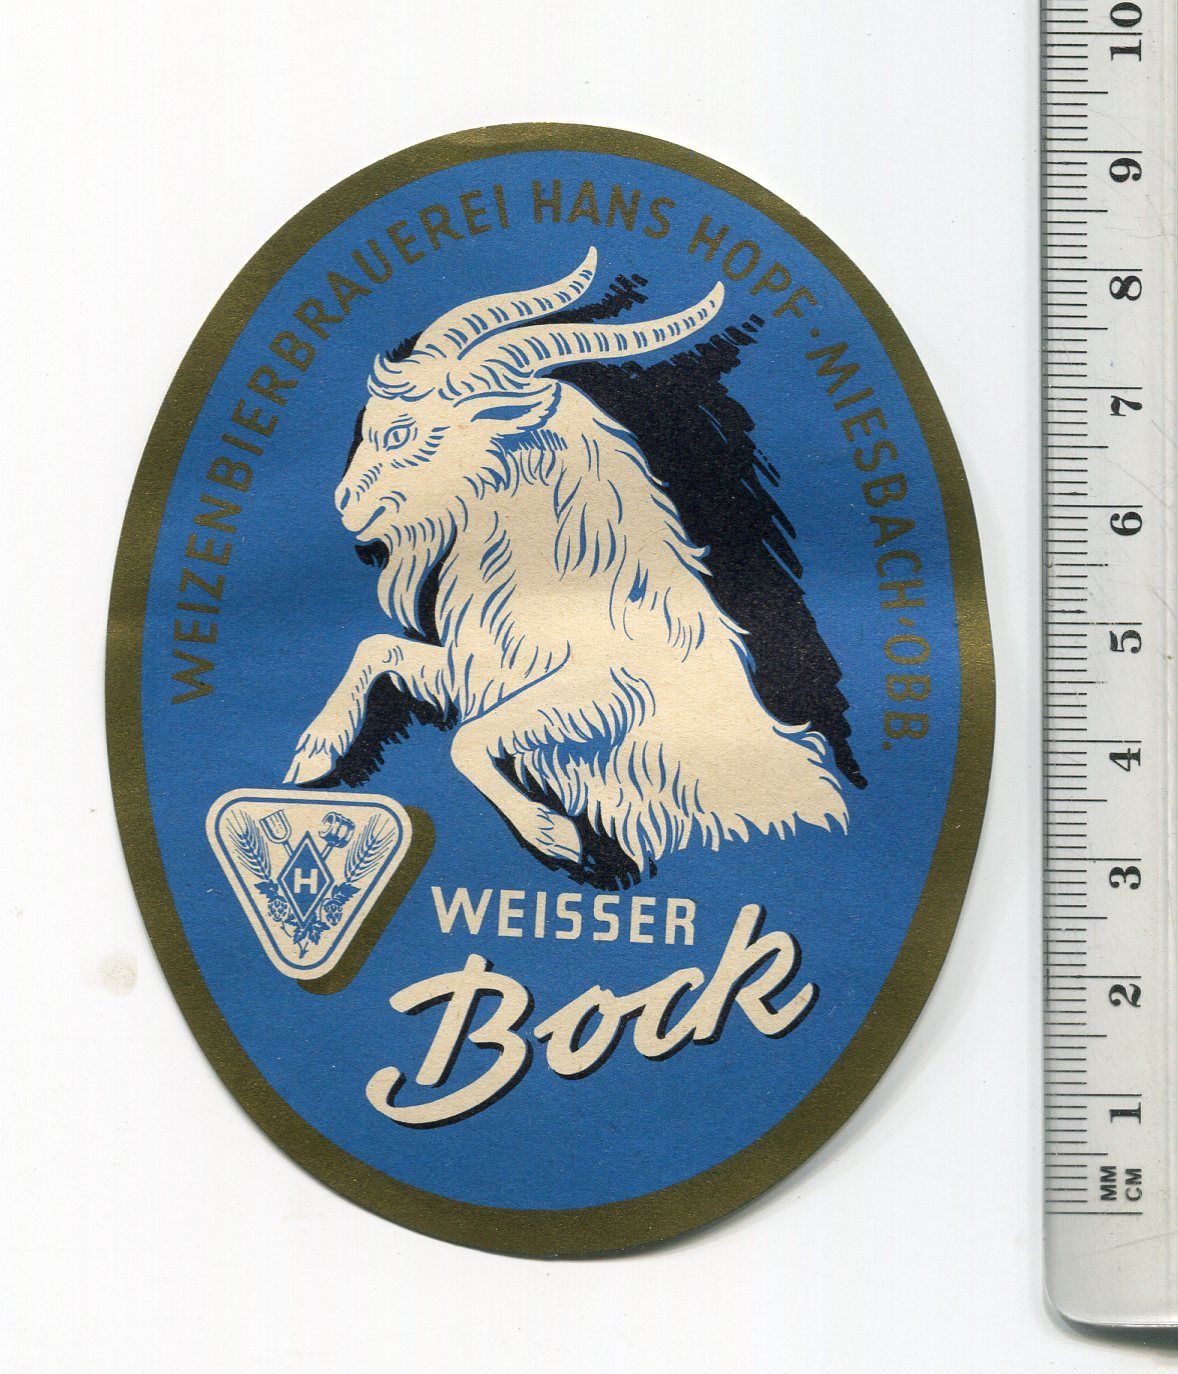 WEIZENBIERBRAUEREI HANS HOPF · MIESBACH · OBB.
H
WEISSER
Bock
10
9
8
7
6
5
4
3
2
1
MM
CM